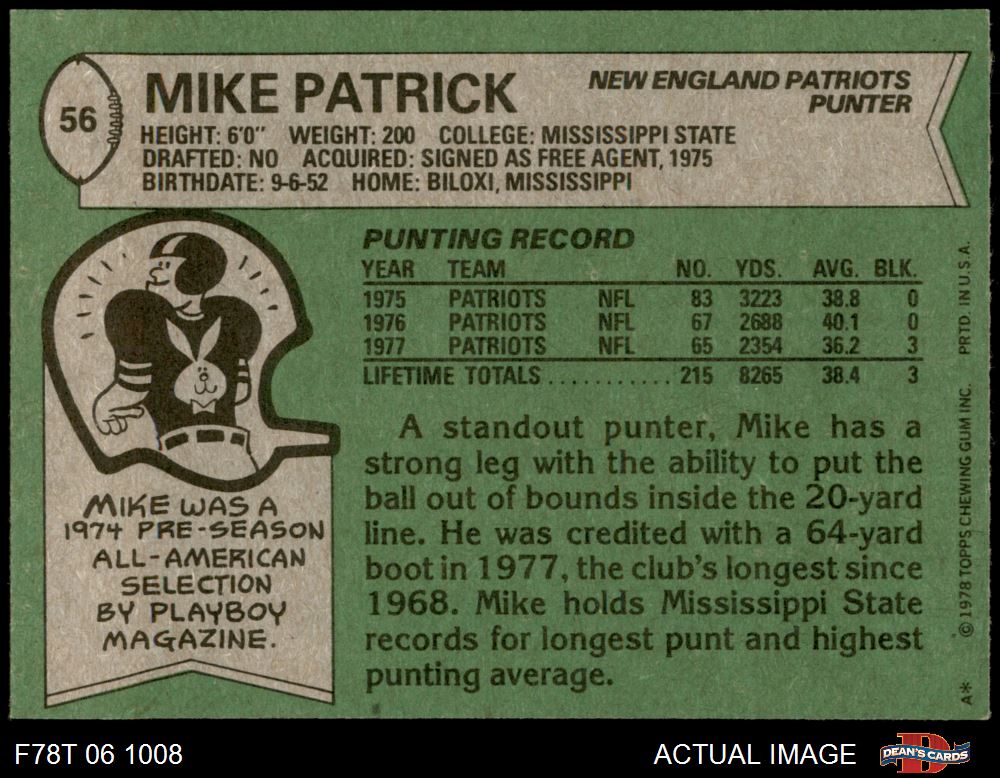 56
MIKE PATRICK
NEW ENGLAND PATRIOTS
PUNTER
HEIGHT: 6'0" WEIGHT: 200 COLLEGE: MISSISSIPPI STATE
DRAFTED: NO ACQUIRED: SIGNED AS FREE AGENT, 1975
BIRTHDATE: 9-6-52 HOME: BILOXI, MISSISSIPPI
PUNTING RECORD
YEAR TEAM NO. YDS. AVG. BLK.
1975 PATRIOTS NFL 83 3223 38.8 0
1976 PATRIOTS NFL 67 2688 40.1 0
1977 PATRIOTS NFL 65 2354 36.2 3
LIFETIME TOTALS ........... 215 8265 38.4 3
A standout punter, Mike has a
strong leg with the ability to put the
ball out of bounds inside the 20-yard
line. He was credited with a 64-yard
boot in 1977, the club's longest since
1968. Mike holds Mississippi State
records for longest punt and highest
punting average.
MIKE WAS A
1974 PRE-SEASON
ALL-AMERICAN
SELECTION
BY PLAYBOY
MAGAZINE.
A* © 1978 TOPPS CHEWING GUM INC. PRTD. IN U.S.A.
F78T 06 1008
ACTUAL IMAGE
DEAN'S CARDS